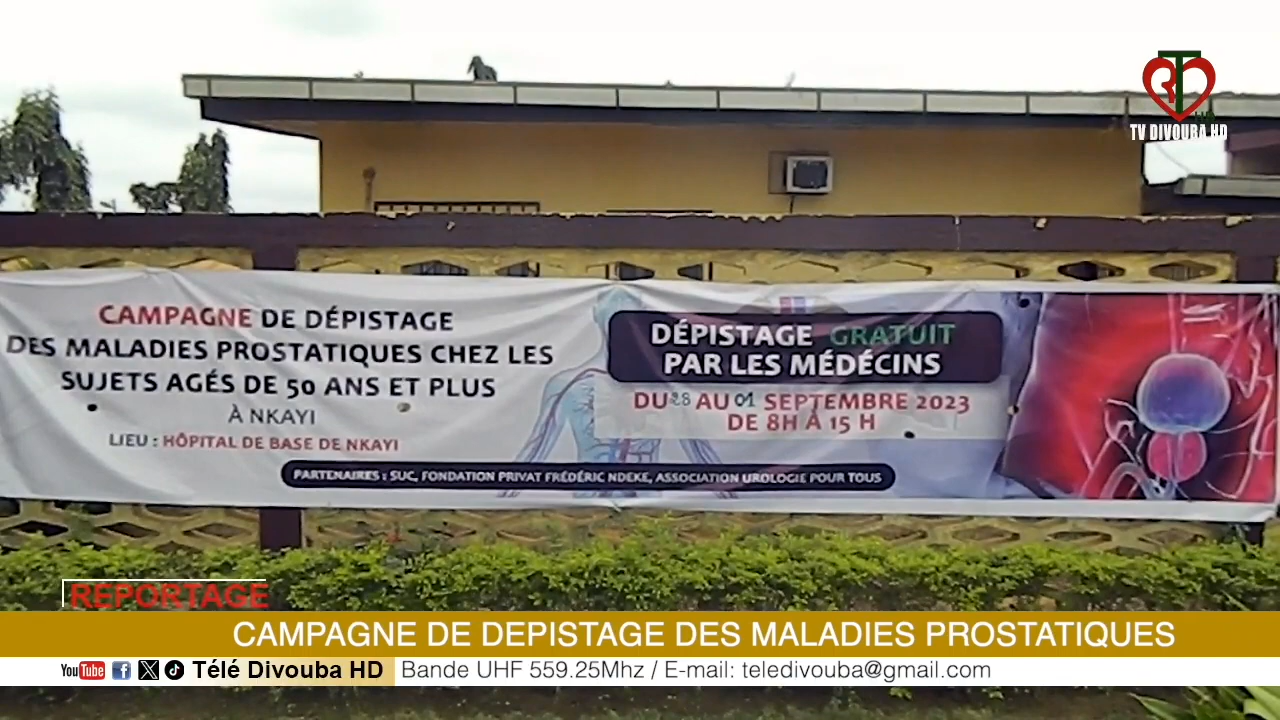 TV DIVOUBA HD
CAMPAGNE DE DÉPISTAGE
DES MALADIES PROSTATIQUES CHEZ LES
SUJETS AGÉS DE 50 ANS ET PLUS
À NKAYI
LIEU : HÔPITAL DE BASE DE NKAYI
DÉPISTAGE GRATUIT
PAR LES MÉDÉCINS
DU 28 AU 01 SEPTEMBRE 2023
DE 8H À 15 H
PARTENAIRES : SUC, FONDATION PRIVAT FRÉDÉRIC NDEKE, ASSOCIATION UROLOGIE POUR TOUS
REPORTAGE
CAMPAGNE DE DEPISTAGE DES MALADIES PROSTATIQUES
YouTube Télé Divouba HD Bande UHF 559.25Mhz / E-mail: teledivouba@gmail.com